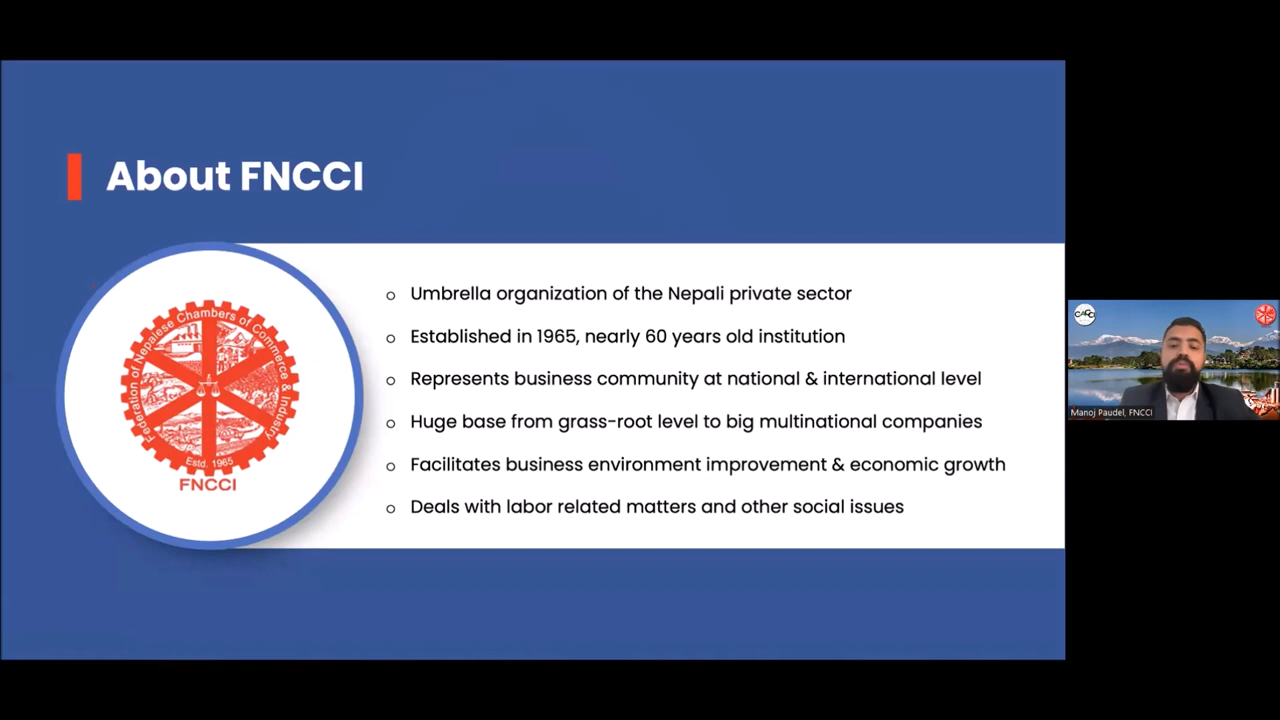 About FNCCI
Federation of Nepalese Chambers of Commerce & Industry
Estd. 1965
FNCCI
o Umbrella organization of the Nepali private sector
o Established in 1965, nearly 60 years old institution
o Represents business community at national & international level
o Huge base from grass-root level to big multinational companies
o Facilitates business environment improvement & economic growth
o Deals with labor related matters and other social issues
CACCI
Manoj Paudel, FNCCI